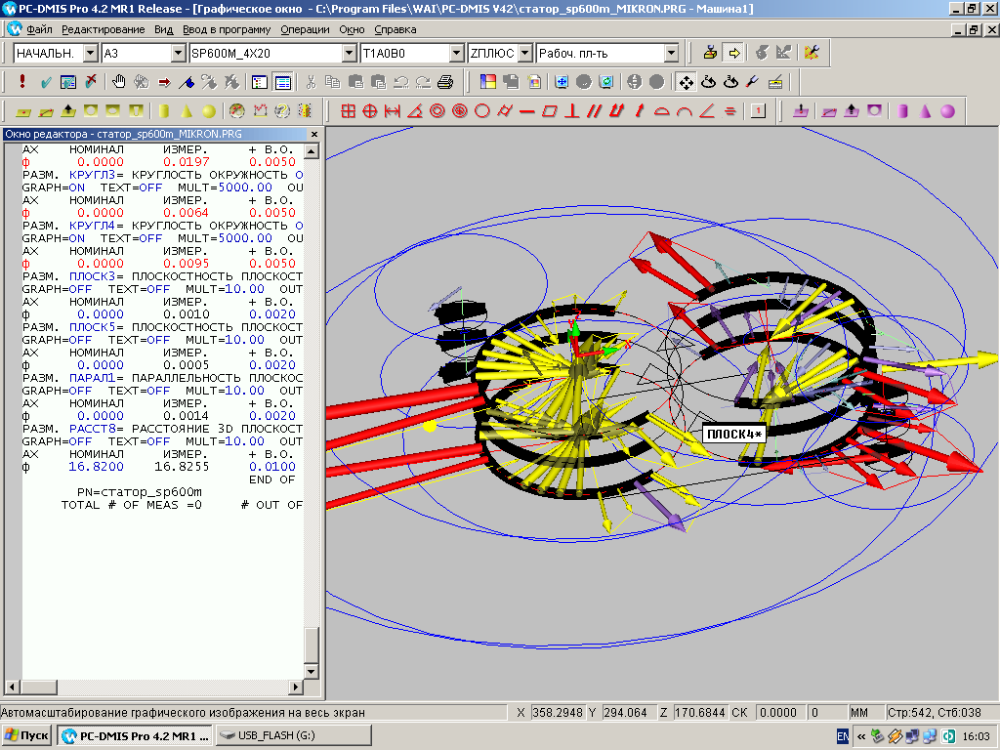 PC-DMIS Pro 4.2 MR1 Release - [Графическое окно - C:\Program Files\WAI\PC-DMIS V42\статор_sp600m_MIKRON.PRG - Машина1]
Файл Редактирование Вид Ввод в программу Операции Окно Справка
НАЧАЛЬН. A3 SP600M_4X20 T1A0B0 ZПЛЮС Рабоч. пл-ть
Окно редактора - статор_sp600m_MIKRON.PRG
AX НОМИНАЛ ИЗМЕР. + В.О.
ф 0.0000 0.0197 0.0050
РАЗМ. КРУГЛ3= КРУГЛОСТЬ ОКРУЖНОСТЬ О
GRAPH=ON TEXT=OFF MULT=5000.00 OU
AX НОМИНАЛ ИЗМЕР. + В.О.
ф 0.0000 0.0064 0.0050
РАЗМ. КРУГЛ4= КРУГЛОСТЬ ОКРУЖНОСТЬ О
GRAPH=ON TEXT=OFF MULT=5000.00 OU
AX НОМИНАЛ ИЗМЕР. + В.О.
ф 0.0000 0.0095 0.0050
РАЗМ. ПЛОСК3= ПЛОСКОСТНОСТЬ ПЛОСКОСТ
GRAPH=OFF TEXT=OFF MULT=10.00 OUT
AX НОМИНАЛ ИЗМЕР. + В.О.
ф 0.0000 0.0010 0.0020
РАЗМ. ПЛОСК5= ПЛОСКОСТНОСТЬ ПЛОСКОСТ
GRAPH=OFF TEXT=OFF MULT=10.00 OUT
AX НОМИНАЛ ИЗМЕР. + В.О.
ф 0.0000 0.0005 0.0020
РАЗМ. ПАРАЛ1= ПАРАЛЛЕЛЬНОСТЬ ПЛОСКОС
GRAPH=OFF TEXT=OFF MULT=10.00 OUT
AX НОМИНАЛ ИЗМЕР. + В.О.
ф 0.0000 0.0014 0.0020
РАЗМ. РАССТ8= РАССТОЯНИЕ 3D ПЛОСКОСТ
GRAPH=OFF TEXT=OFF MULT=10.00 OUT
AX НОМИНАЛ ИЗМЕР. + В.О.
ф 16.8200 16.8255 0.0100
END OF
PN=статор_sp600m
TOTAL # OF MEAS =0 # OUT OF
ПЛОСК4*
Автомасштабирование графического изображения на весь экран X 358.2948 Y 294.064 Z 170.6844 СК 0.0000 0 ММ Стр:542, Стб:038
Пуск PC-DMIS Pro 4.2 MR1 ... USB_FLASH (G:) EN « 16:03